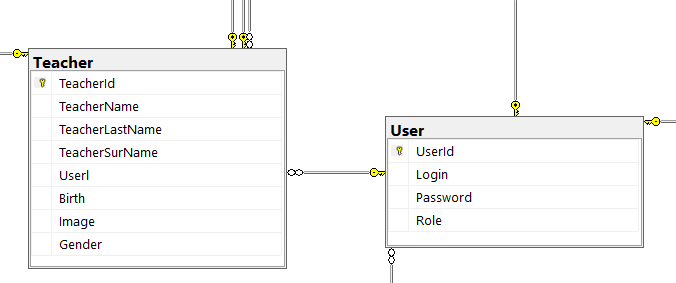 Teacher
TeacherId
TeacherName
TeacherLastName
TeacherSurName
UserI
Birth
Image
Gender
User
UserId
Login
Password
Role